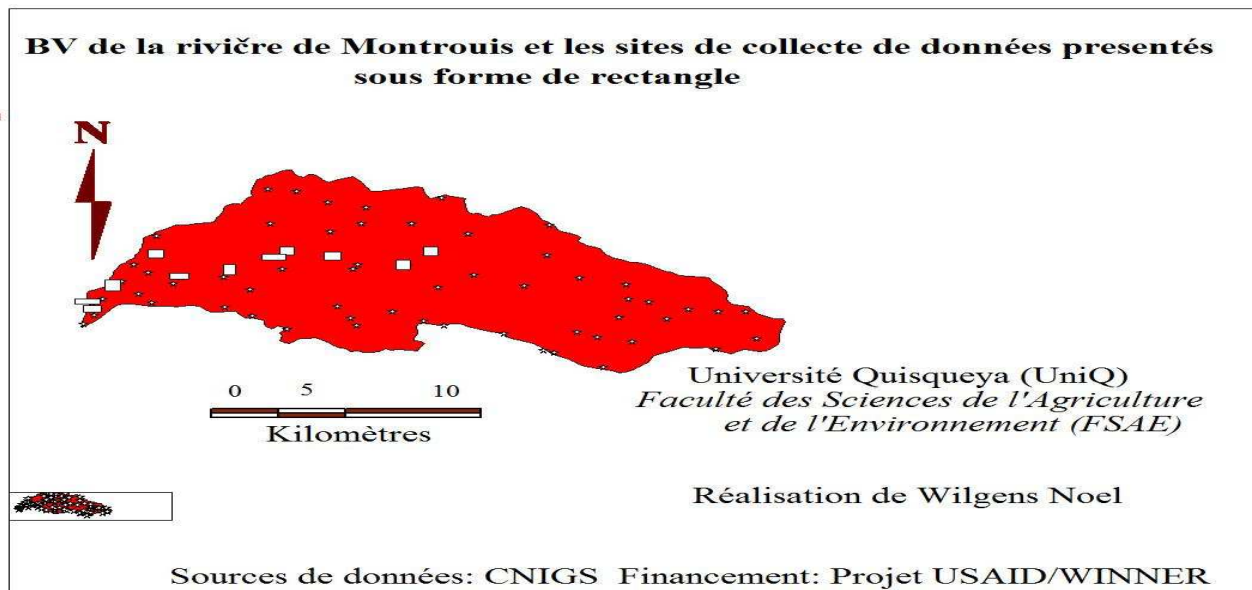 BV de la rivičre de Montrouis et les sites de collecte de données presentés
sous forme de rectangle
N
0 5 10
Kilomètres
Université Quisqueya (UniQ)
Faculté des Sciences de l'Agriculture
et de l'Environnement (FSAE)
Réalisation de Wilgens Noel
Sources de données: CNIGS Financement: Projet USAID/WINNER